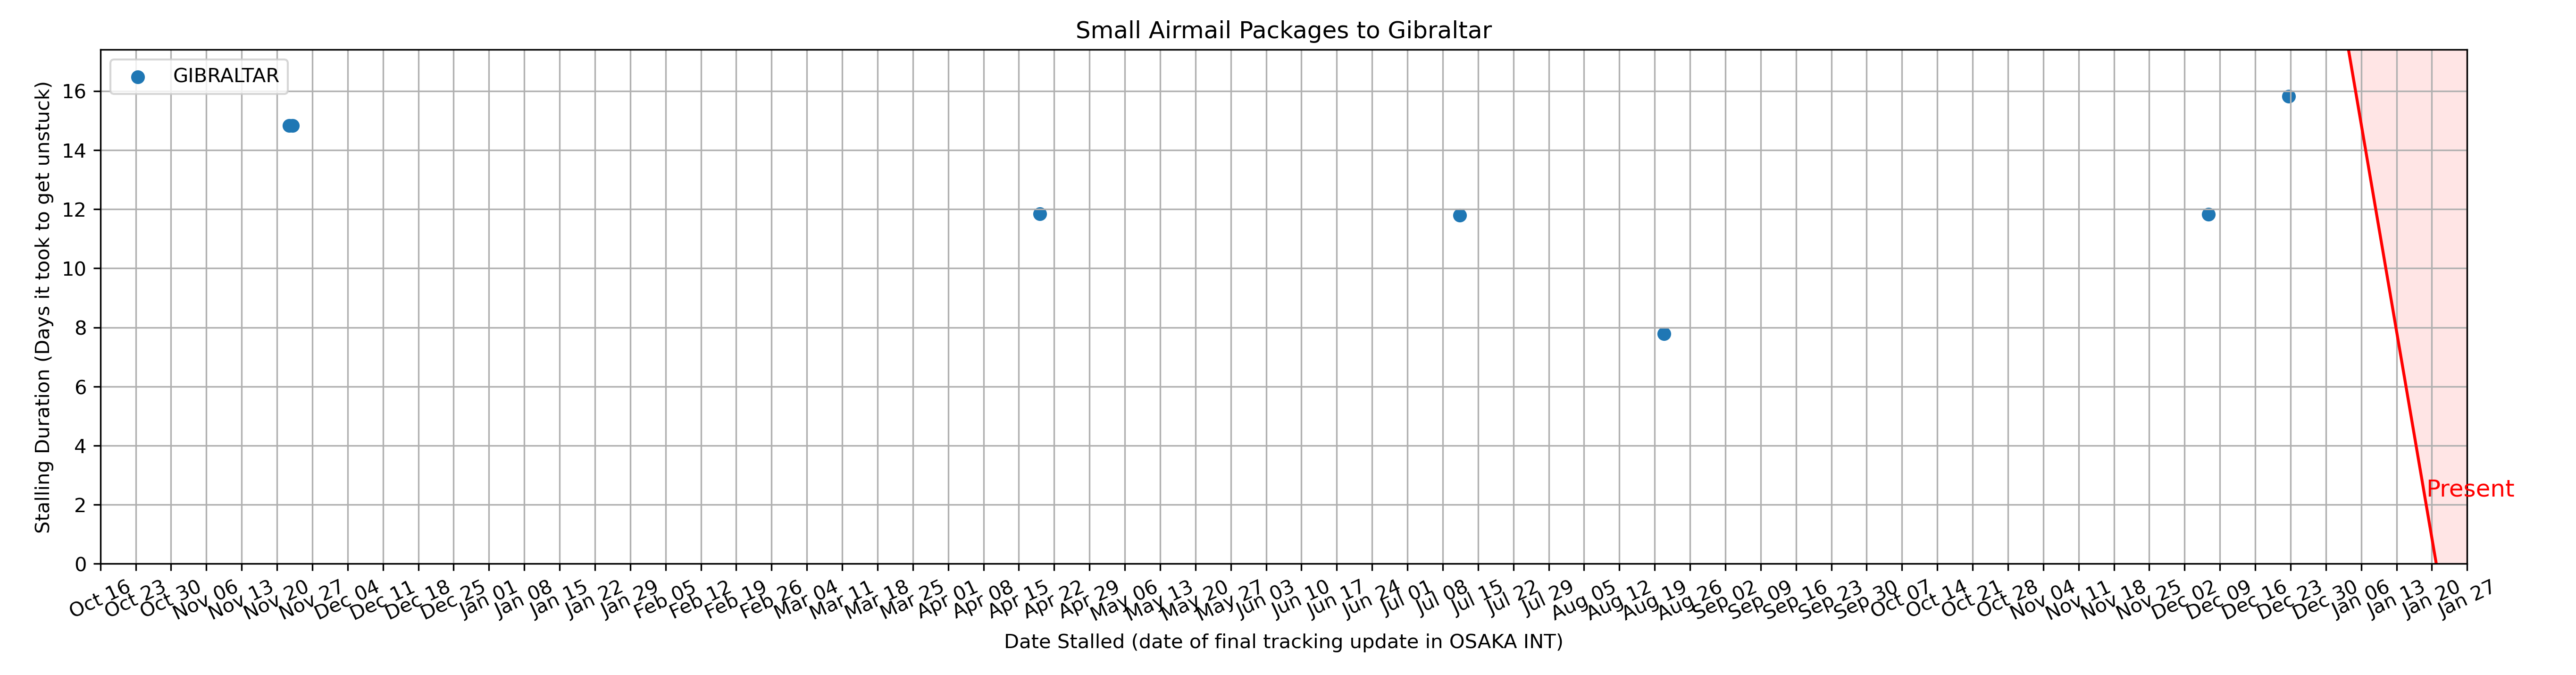 Small Airmail Packages to Gibraltar
GIBRALTAR
Stalling Duration (Days it took to get unstuck)
16
14
12
10
8
6
4
2
0
Present
Oct 16
Oct 23
Oct 30
Nov 06
Nov 13
Nov 20
Nov 27
Dec 04
Dec 11
Dec 18
Dec 25
Jan 01
Jan 08
Jan 15
Jan 22
Jan 29
Feb 05
Feb 12
Feb 19
Feb 26
Mar 04
Mar 11
Mar 18
Mar 25
Apr 01
Apr 08
Apr 15
Apr 22
Apr 29
May 06
May 13
May 20
May 27
Jun 03
Jun 10
Jun 17
Jun 24
Jul 01
Jul 08
Jul 15
Jul 22
Jul 29
Aug 05
Aug 12
Aug 19
Aug 26
Sep 02
Sep 09
Sep 16
Sep 23
Sep 30
Oct 07
Oct 14
Oct 21
Oct 28
Nov 04
Nov 11
Nov 18
Nov 25
Dec 02
Dec 09
Dec 16
Dec 23
Dec 30
Jan 06
Jan 13
Jan 20
Jan 27
Date Stalled (date of final tracking update in OSAKA INT)